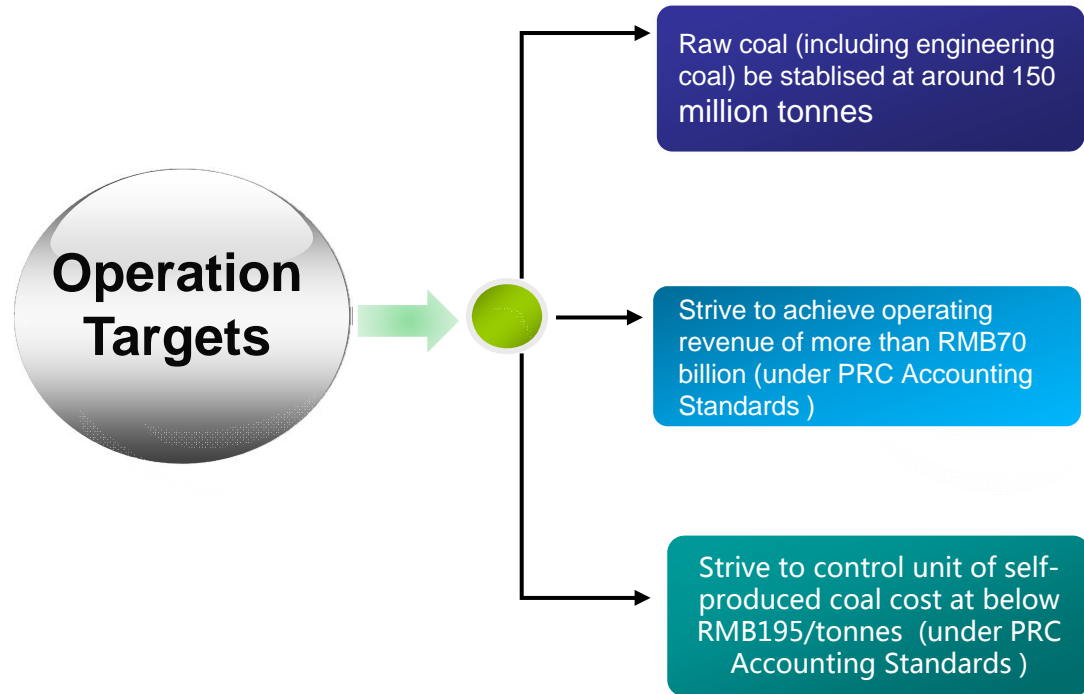 Operation
Targets
Raw coal (including engineering
coal) be stablised at around 150
million tonnes
Strive to achieve operating
revenue of more than RMB70
billion (under PRC Accounting
Standards )
Strive to control unit of self-
produced coal cost at below
RMB195/tonnes (under PRC
Accounting Standards )